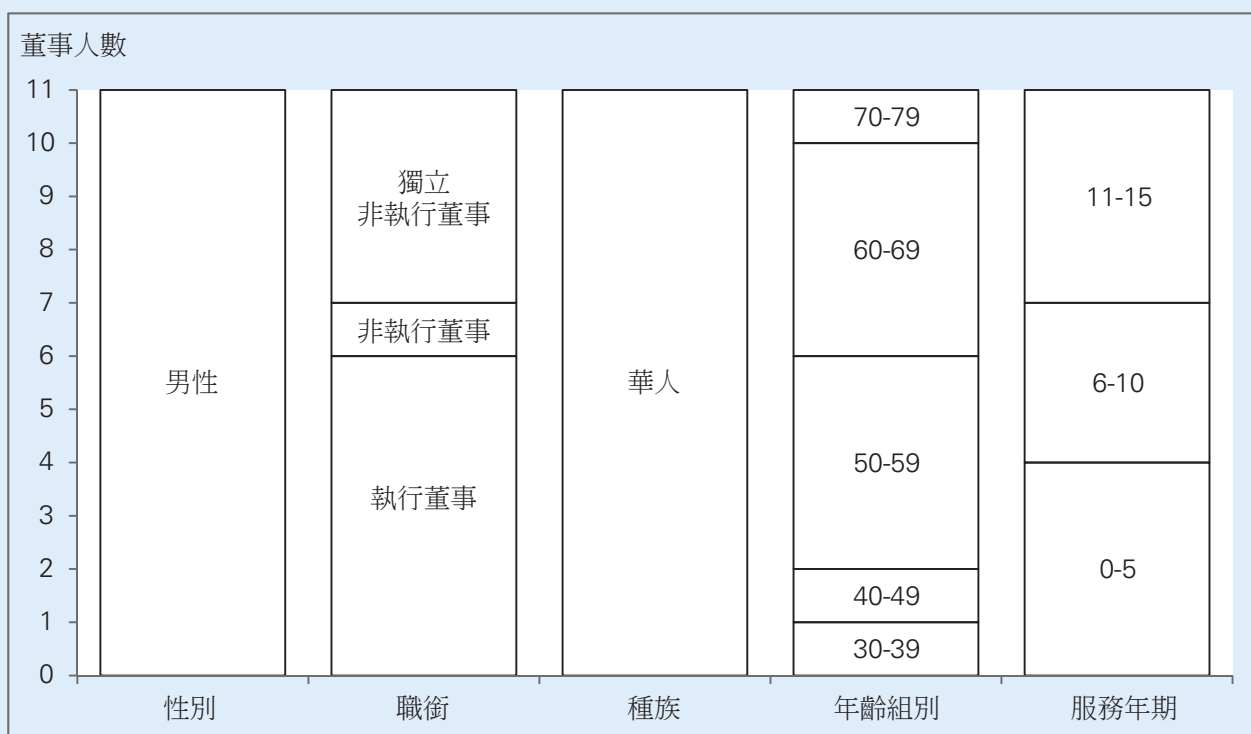 董事人數
11
10
9
8
7
6
5
4
3
2
1
0
男性
獨立
非執行董事
非執行董事
執行董事
華人
70-79
60-69
50-59
40-49
30-39
11-15
6-10
0-5
性別
職銜
種族
年齡組別
服務年期